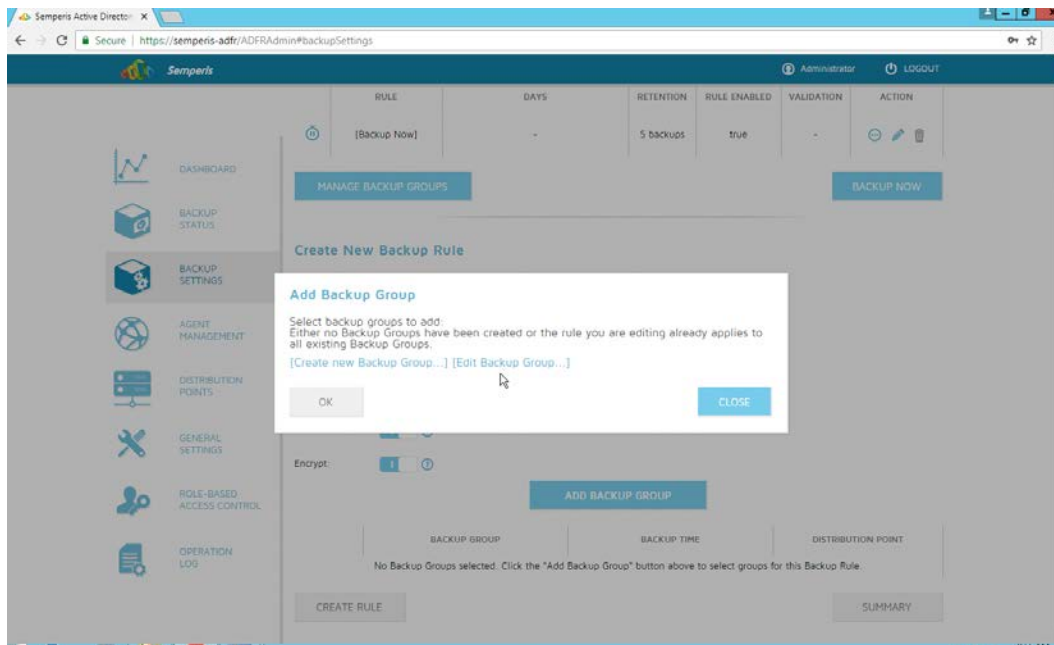 Semperis Active Director
Secure | https://semperis-adfr/ADFRAdmin#backupSettings
Semperis
Administrator
LOGOUT
RULE DAYS RETENTION RULE ENABLED VALIDATION ACTION
[Backup Now] - 5 backups true -
DASHBOARD
MANAGE BACKUP GROUPS
BACKUP NOW
BACKUP
STATUS
Create New Backup Rule
BACKUP
SETTINGS
Add Backup Group
Select backup groups to add:
Either no Backup Groups have been created or the rule you are editing already applies to
all existing Backup Groups.
[Create new Backup Group...] [Edit Backup Group...]
OK
CLOSE
AGENT
MANAGEMENT
DISTRIBUTION
POINTS
GENERAL
SETTINGS
Encrypt:
ROLE-BASED
ACCESS CONTROL
ADD BACKUP GROUP
BACKUP GROUP BACKUP TIME DISTRIBUTION POINT
No Backup Groups selected. Click the "Add Backup Group" button above to select groups for this Backup Rule.
OPERATION
LOG
CREATE RULE
SUMMARY